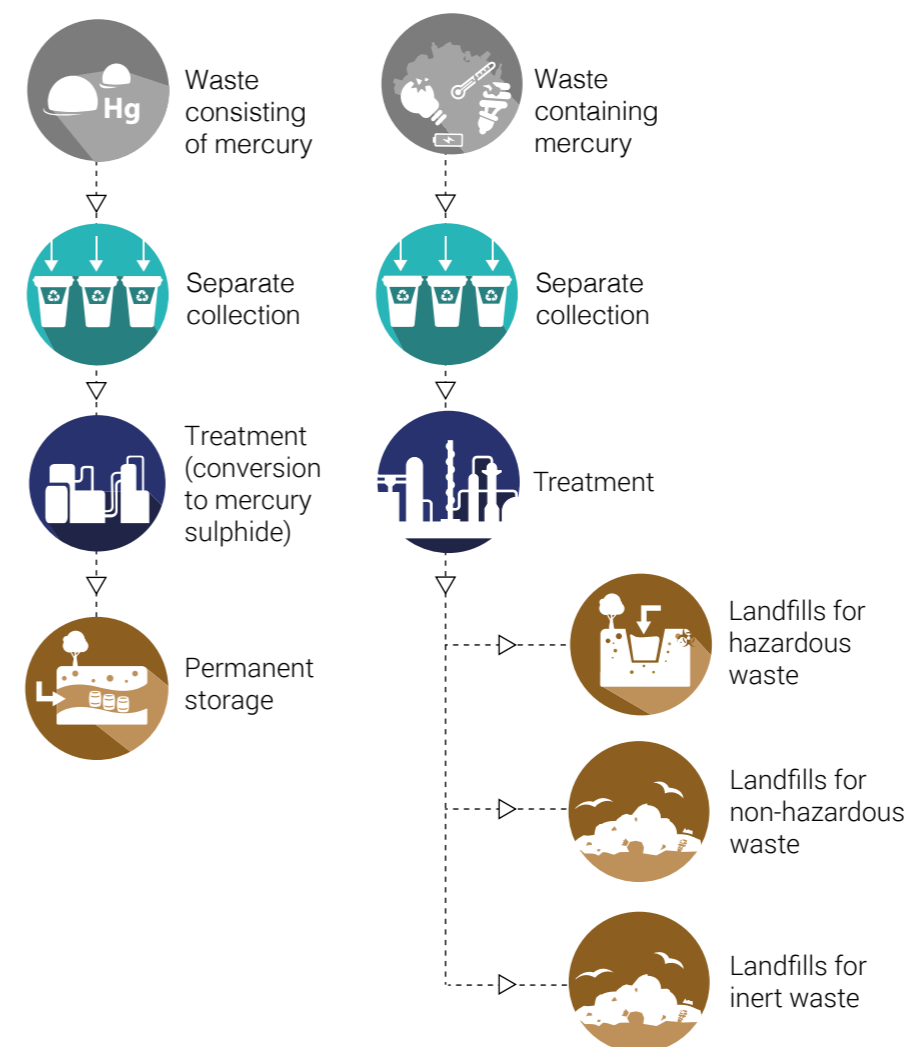 Hg
Waste
consisting
of mercury
Waste
containing
mercury
Separate
collection
Separate
collection
Treatment
(conversion
to mercury
sulphide)
Treatment
Permanent
storage
Landfills for
hazardous
waste
Landfills for
non-hazardous
waste
Landfills for
inert waste